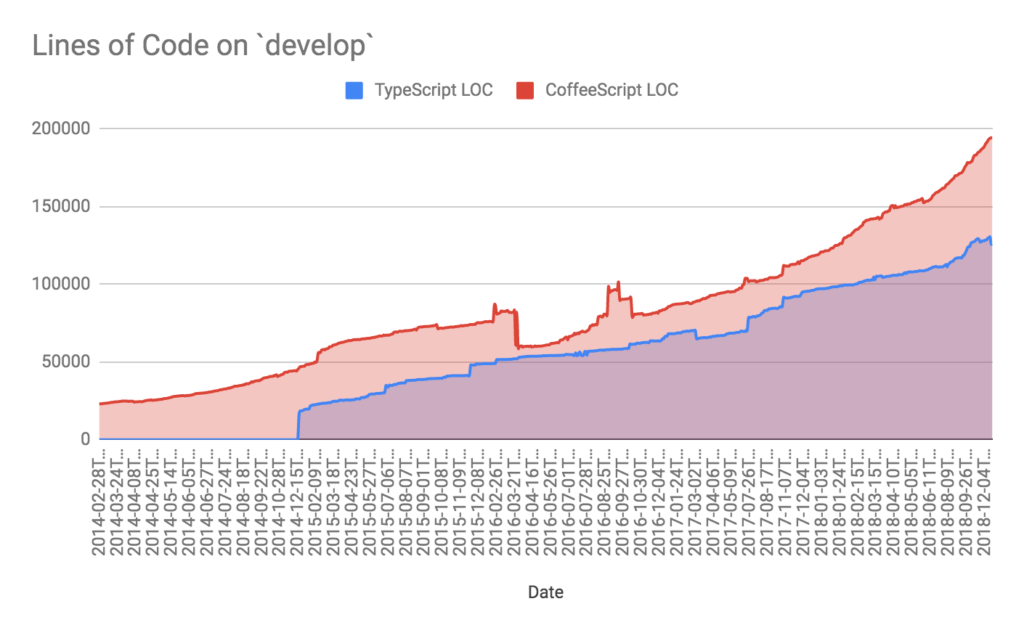 Lines of Code on `develop`
TypeScript LOC
CoffeeScript LOC
200000
150000
100000
50000
0
2014-02-28T…
2014-03-24T…
2014-04-08T…
2014-04-25T…
2014-05-14T…
2014-06-05T…
2014-06-27T…
2014-07-24T…
2014-08-18T…
2014-09-22T…
2014-10-28T…
2014-12-15T…
2015-02-09T…
2015-03-18T…
2015-04-23T…
2015-05-27T…
2015-07-06T…
2015-08-07T…
2015-09-01T…
2015-10-08T…
2015-11-09T…
2015-12-08T…
2016-02-26T…
2016-03-21T…
2016-04-16T…
2016-05-26T…
2016-07-01T…
2016-07-27T…
2016-08-25T…
2016-09-27T…
2016-10-30T…
2016-12-12T…
2017-01-24T…
2017-03-02T…
2017-04-06T…
2017-05-09T…
2017-06-26T…
2017-08-17T…
2017-11-07T…
2017-12-04T…
2018-01-03T…
2018-01-23T…
2018-02-15T…
2018-03-15T…
2018-04-10T…
2018-05-05T…
2018-06-11T…
2018-08-09T…
2018-09-26T…
2018-12-04T…
Date